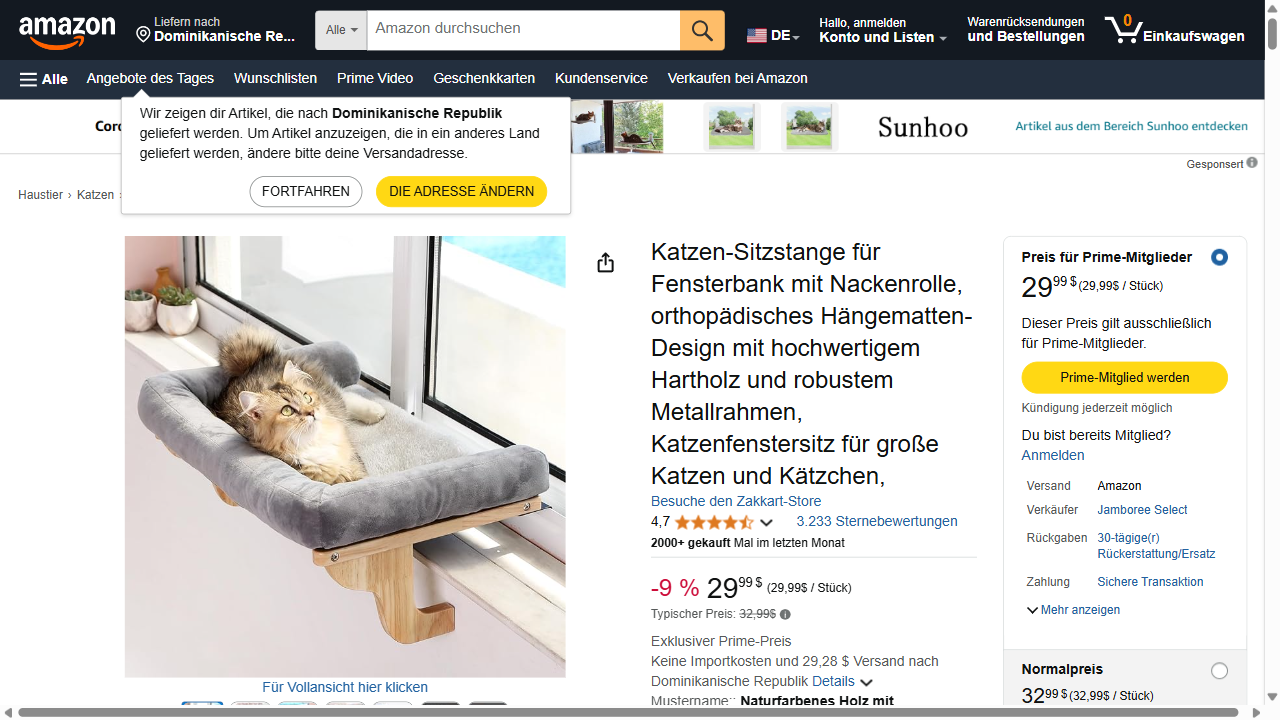 amazon
Liefern nach
Dominikanische Re...
Alle
Amazon durchsuchen
DE
Hallo, anmelden
Konto und Listen
Warenrücksendungen
und Bestellungen
0
Einkaufswagen
Alle
Angebote des Tages
Wunschlisten
Prime Video
Geschenkkarten
Kundenservice
Verkaufen bei Amazon
Wir zeigen dir Artikel, die nach Dominikanische Republik
geliefert werden. Um Artikel anzuzeigen, die in ein anderes Land
geliefert werden, ändere bitte deine Versandadresse.
FORTFAHREN
DIE ADRESSE ÄNDERN
Sunhoo
Artikel aus dem Bereich Sunhoo entdecken
Gesponsert
Haustier › Katzen ›
Katzen-Sitzstange für
Fensterbank mit Nackenrolle,
orthopädisches Hängematten-
Design mit hochwertigem
Hartholz und robustem
Metallrahmen,
Katzenfenstersitz für große
Katzen und Kätzchen,
Besuche den Zakkart-Store
4,7
3.233 Sternebewertungen
2000+ gekauft Mal im letzten Monat
-9 % 29 99 $ (29,99$ / Stück)
Typischer Preis: 32,99$
Exklusiver Prime-Preis
Keine Importkosten und 29,28 $ Versand nach
Dominikanische Republik Details
Mustername:: Naturfarbenes Holz mit
Für Vollansicht hier klicken
Preis für Prime-Mitglieder
29 99 $ (29,99$ / Stück)
Dieser Preis gilt ausschließlich
für Prime-Mitglieder.
Prime-Mitglied werden
Kündigung jederzeit möglich
Du bist bereits Mitglied?
Anmelden
Versand Amazon
Verkäufer Jamboree Select
Rückgaben 30-tägige(r)
Rückerstattung/Ersatz
Zahlung Sichere Transaktion
Mehr anzeigen
Normalpreis
32 99 $ (32,99$ / Stück)